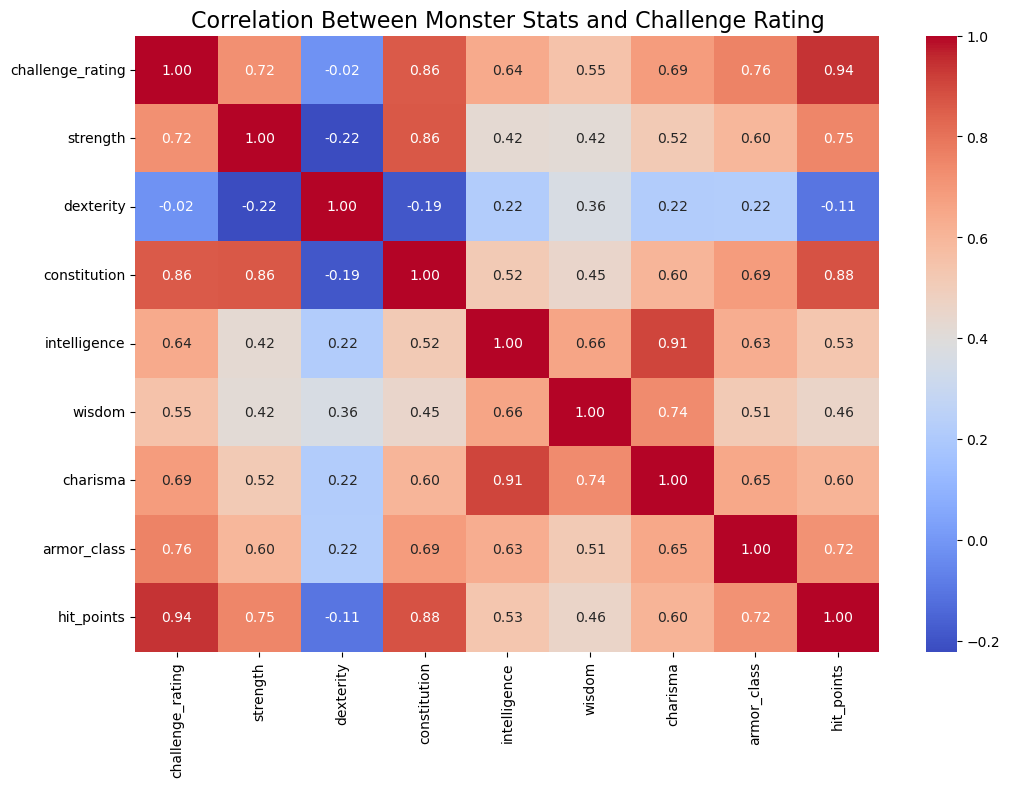 Correlation Between Monster Stats and Challenge Rating
challenge_rating 1.00 0.72 -0.02 0.86 0.64 0.55 0.69 0.76 0.94
strength 0.72 1.00 -0.22 0.86 0.42 0.42 0.52 0.60 0.75
dexterity -0.02 -0.22 1.00 -0.19 0.22 0.36 0.22 0.22 -0.11
constitution 0.86 0.86 -0.19 1.00 0.52 0.45 0.60 0.69 0.88
intelligence 0.64 0.42 0.22 0.52 1.00 0.66 0.91 0.63 0.53
wisdom 0.55 0.42 0.36 0.45 0.66 1.00 0.74 0.51 0.46
charisma 0.69 0.52 0.22 0.60 0.91 0.74 1.00 0.65 0.60
armor_class 0.76 0.60 0.22 0.69 0.63 0.51 0.65 1.00 0.72
hit_points 0.94 0.75 -0.11 0.88 0.53 0.46 0.60 0.72 1.00
challenge_rating
strength
dexterity
constitution
intelligence
wisdom
charisma
armor_class
hit_points
1.0
0.8
0.6
0.4
0.2
0.0
−0.2